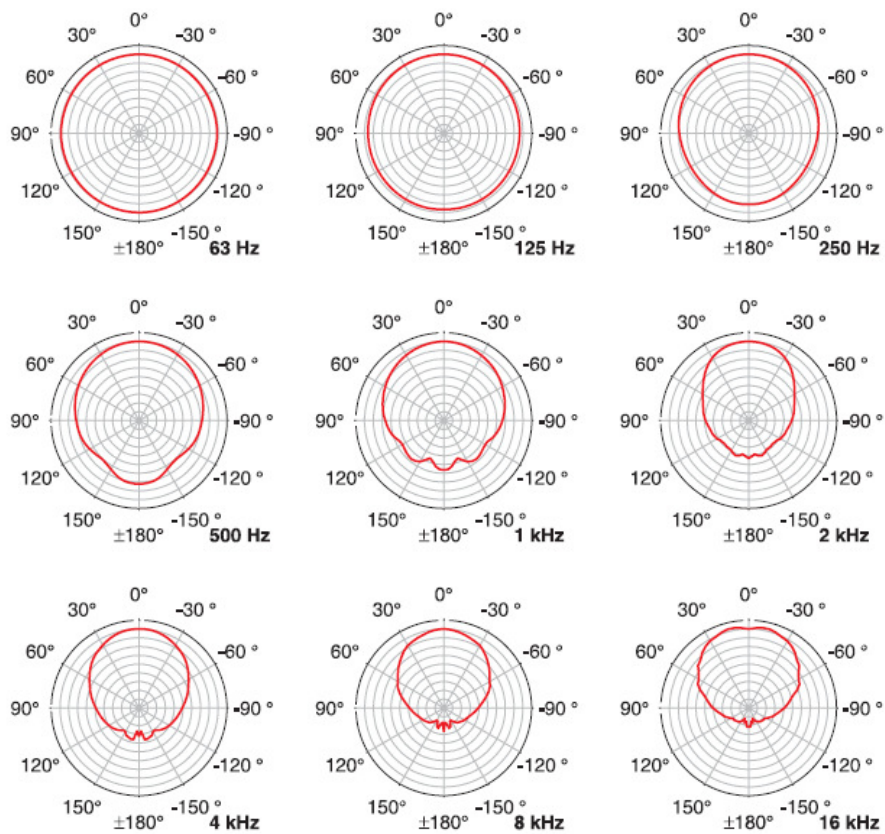 0° 0° 0°
30° -30 ° 30° -30 ° 30° -30 °
60° -60 ° 60° -60 ° 60° -60 °
90° -90 ° 90° -90 ° 90° -90 °
120° -120 ° 120° -120 ° 120° -120 °
150° -150 ° 150° -150 ° 150° -150 °
±180° 63 Hz ±180° 125 Hz ±180° 250 Hz
0° 0° 0°
30° -30 ° 30° -30 ° 30° -30 °
60° -60 ° 60° -60 ° 60° -60 °
90° -90 ° 90° -90 ° 90° -90 °
120° -120 ° 120° -120 ° 120° -120 °
150° -150 ° 150° -150 ° 150° -150 °
±180° 500 Hz ±180° 1 kHz ±180° 2 kHz
0° 0° 0°
30° -30 ° 30° -30 ° 30° -30 °
60° -60 ° 60° -60 ° 60° -60 °
90° -90 ° 90° -90 ° 90° -90 °
120° -120 ° 120° -120 ° 120° -120 °
150° -150 ° 150° -150 ° 150° -150 °
±180° 4 kHz ±180° 8 kHz ±180° 16 kHz